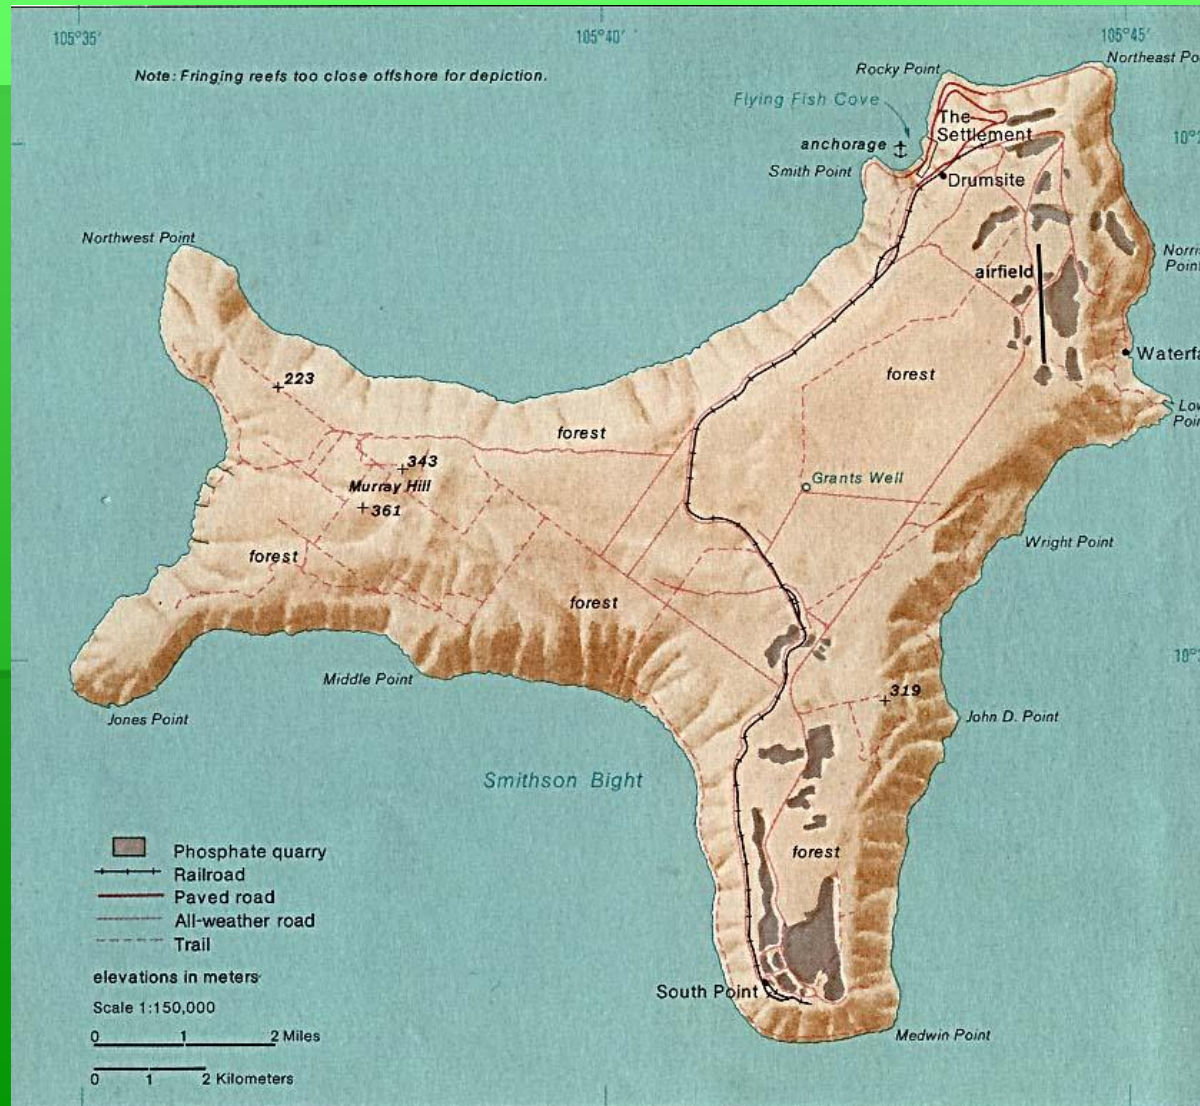 105°35'
105°40'
105°45'
Note: Fringing reefs too close offshore for depiction.
Rocky Point
Northeast
Flying Fish Cove
The
Settlement
anchorage
Smith Point
Drumsite
Northwest Point
airfield
Point
223
forest
forest
343
Murray Hill
361
Grants Well
forest
Wright Point
forest
Middle Point
Jones Point
319
John D. Point
Smithson Bight
forest
Phosphate quarry
Railroad
Paved road
All-weather road
Trail
elevations in meters
Scale 1:150,000
0 1 2 Miles
0 1 2 Kilometers
South Point
Medwin Point